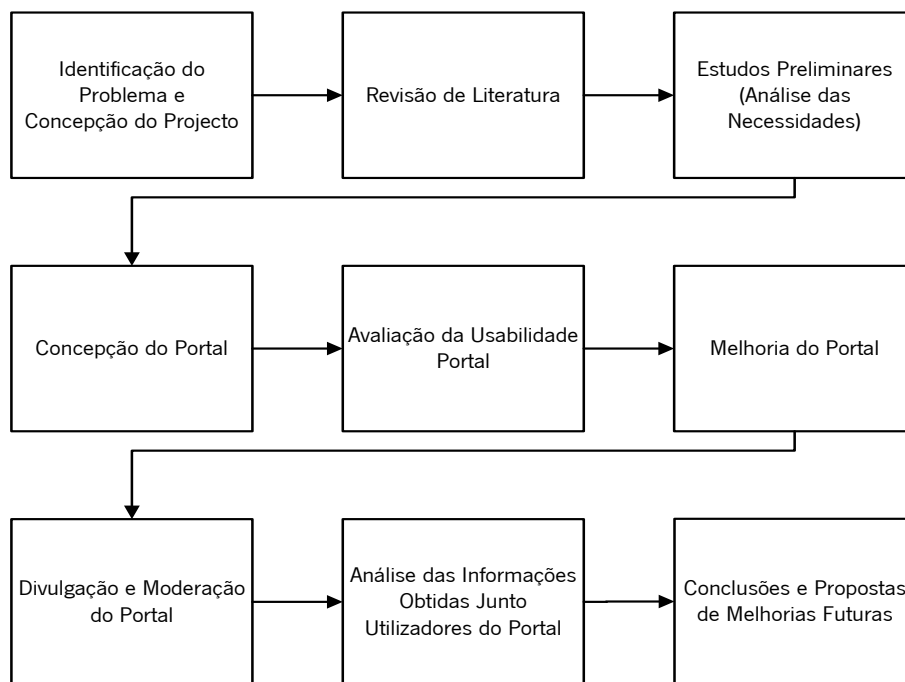 Identificação do
Problema e
Concepção do Projecto
Revisão de Literatura
Estudos Preliminares
(Análise das
Necessidades)
Concepção do Portal
Avaliação da Usabilidade
Portal
Melhoria do Portal
Divulgação e Moderação
do Portal
Análise das Informações
Obtidas Junto
Utilizadores do Portal
Conclusões e Propostas
de Melhorias Futuras